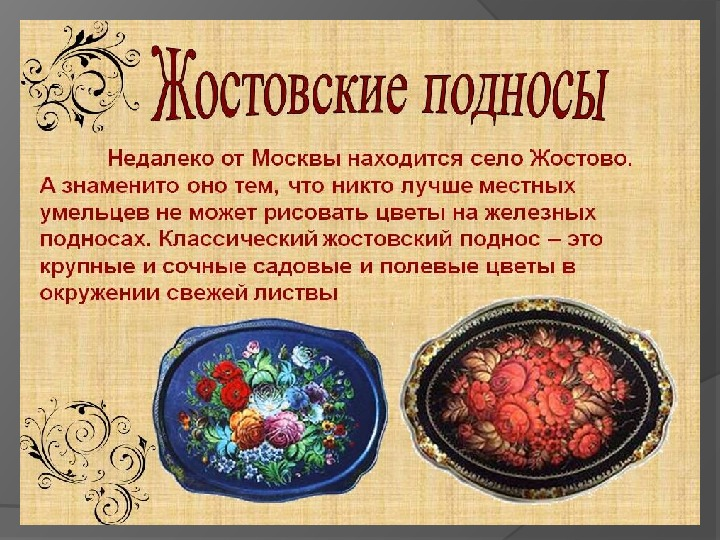 Жостовские подносы
Недалеко от Москвы находится село Жостово.
А знаменито оно тем, что никто лучше местных
умельцев не может рисовать цветы на железных
подносах. Классический жостовский поднос – это
крупные и сочные садовые и полевые цветы в
окружении свежей листвы